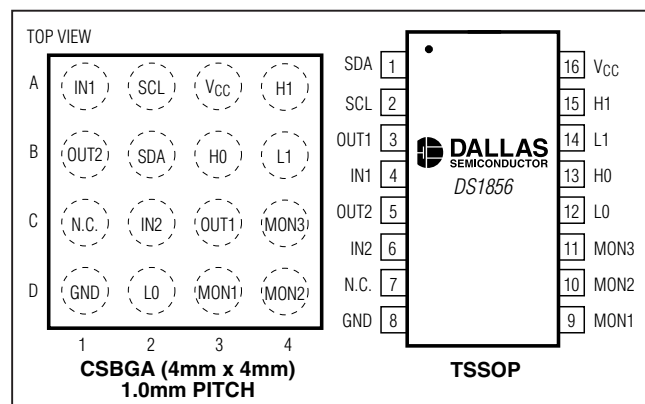 TOP VIEW
A IN1 SCL VCC H1
B OUT2 SDA H0 L1
C N.C. IN2 OUT1 MON3
D GND L0 MON1 MON2
1 2 3 4
CSBGA (4mm x 4mm)
1.0mm PITCH
SDA 1 16 VCC
SCL 2 15 H1
OUT1 3 14 L1
IN1 4 13 H0
OUT2 5 12 L0
IN2 6 11 MON3
N.C. 7 10 MON2
GND 8 9 MON1
DALLAS
SEMICONDUCTOR
DS1856
TSSOP